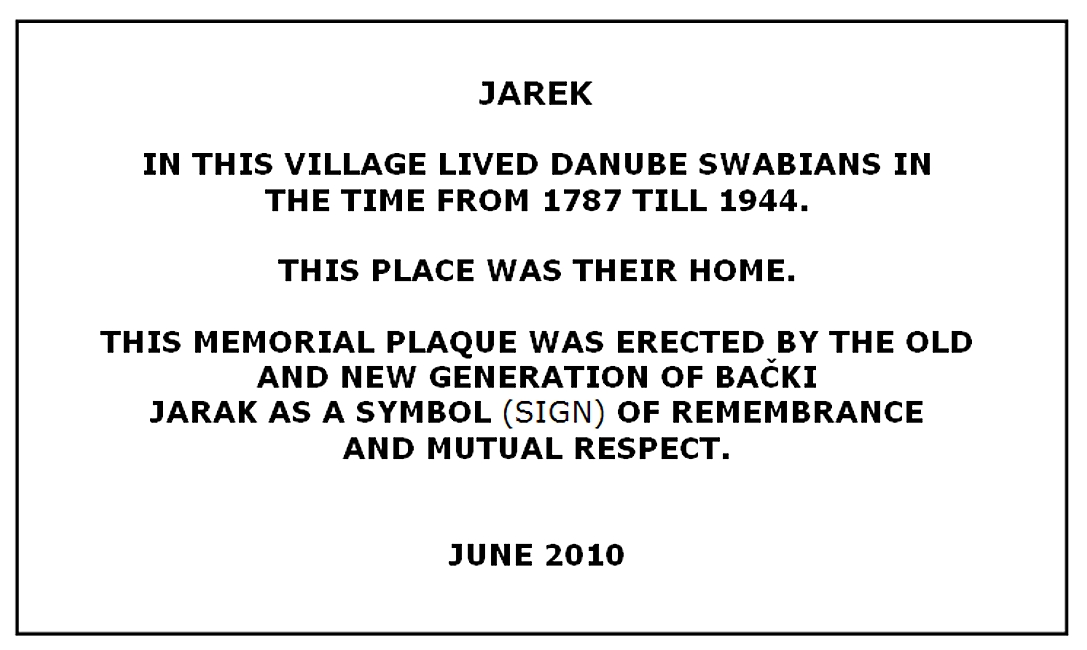 JAREK
IN THIS VILLAGE LIVED DANUBE SWABIANS IN
THE TIME FROM 1787 TILL 1944.
THIS PLACE WAS THEIR HOME.
THIS MEMORIAL PLAQUE WAS ERECTED BY THE OLD
AND NEW GENERATION OF BAČKI
JARAK AS A SYMBOL (SIGN) OF REMEMBRANCE
AND MUTUAL RESPECT.
JUNE 2010